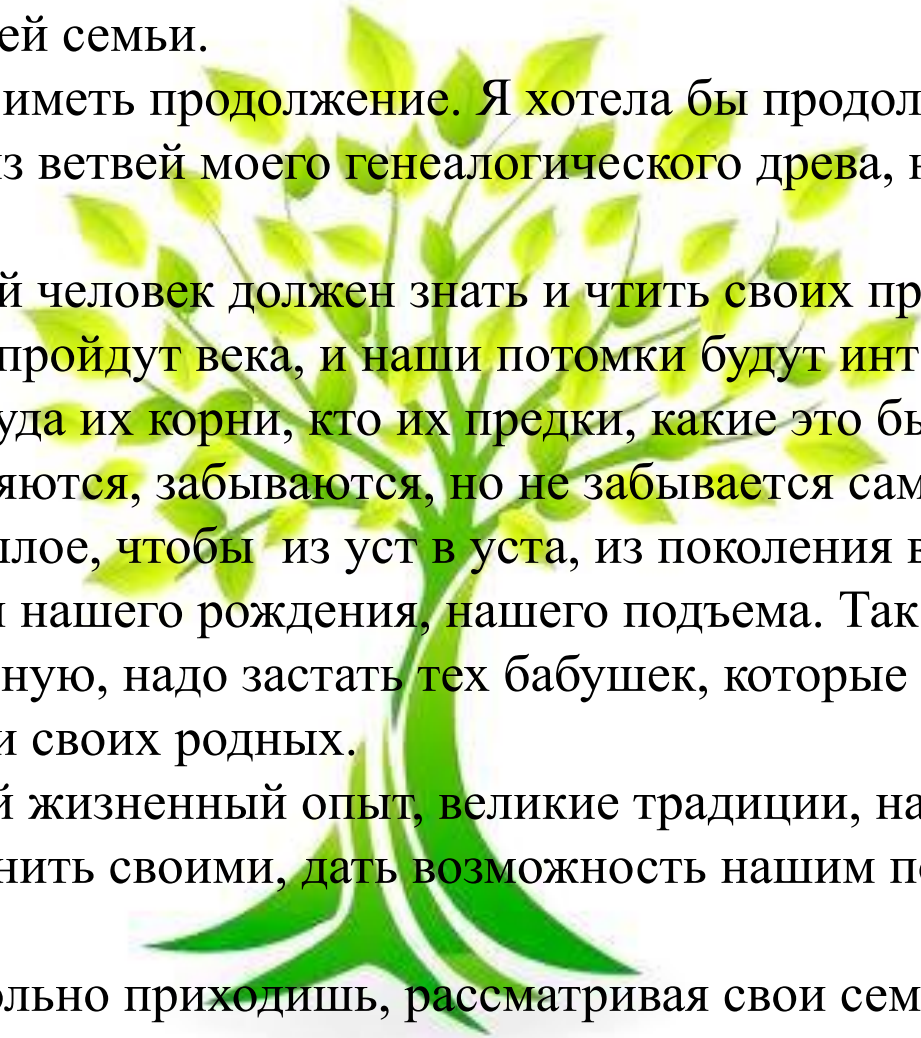 ей семьи.
иметь продолжение. Я хотела бы продол
из ветвей моего генеалогического древа, н
й человек должен знать и чтить своих пр
пройдут века, и наши потомки будут инт
уда их корни, кто их предки, какие это бы
яются, забываются, но не забывается сам
ылое, чтобы  из уст в уста, из поколения в
и нашего рождения, нашего подъема. Так
ную, надо застать тех бабушек, которые
и своих родных.
й жизненный опыт, великие традиции, на
нить своими, дать возможность нашим по
ольно приходишь, рассматривая свои сем